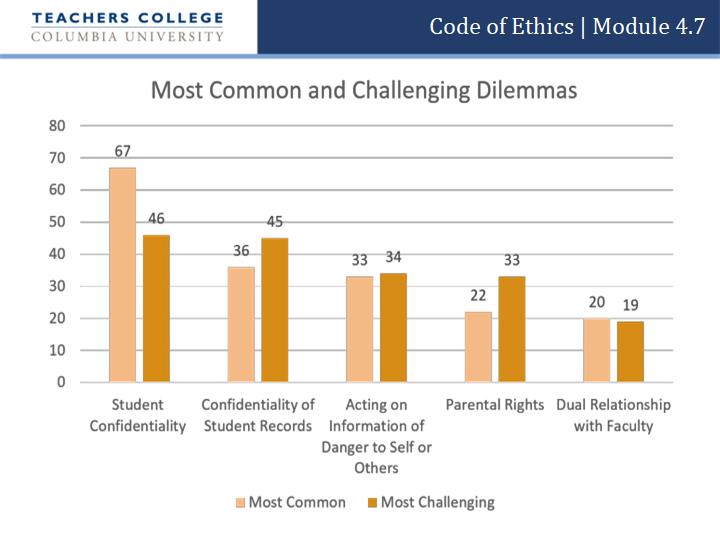 TEACHERS COLLEGE
COLUMBIA UNIVERSITY
Code of Ethics | Module 4.7
Most Common and Challenging Dilemmas
80
70
60
50
40
30
20
10
0
67
46
36
45
33
34
22
33
20
19
Student
Confidentiality
Confidentiality of
Student Records
Acting on
Information of
Danger to Self or
Others
Parental Rights
Dual Relationship
with Faculty
Most Common
Most Challenging